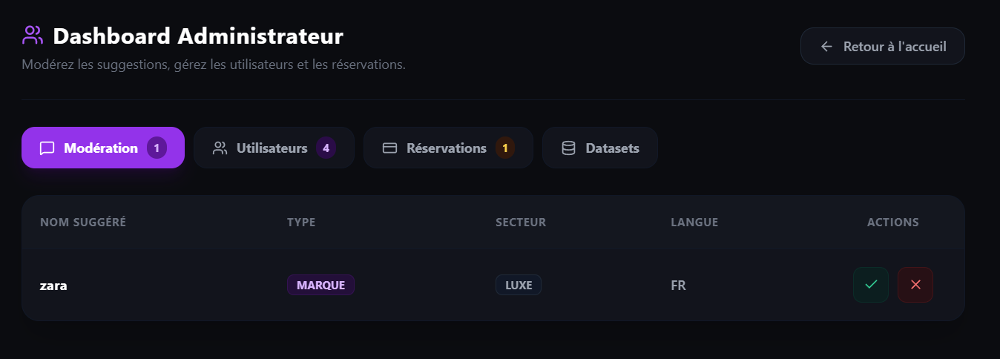 Dashboard Administrateur
Modérez les suggestions, gérez les utilisateurs et les réservations.
Retour à l'accueil
Modération 1
Utilisateurs 4
Réservations 1
Datasets
NOM SUGGÉRÉ TYPE SECTEUR LANGUE ACTIONS
zara MARQUE LUXE FR